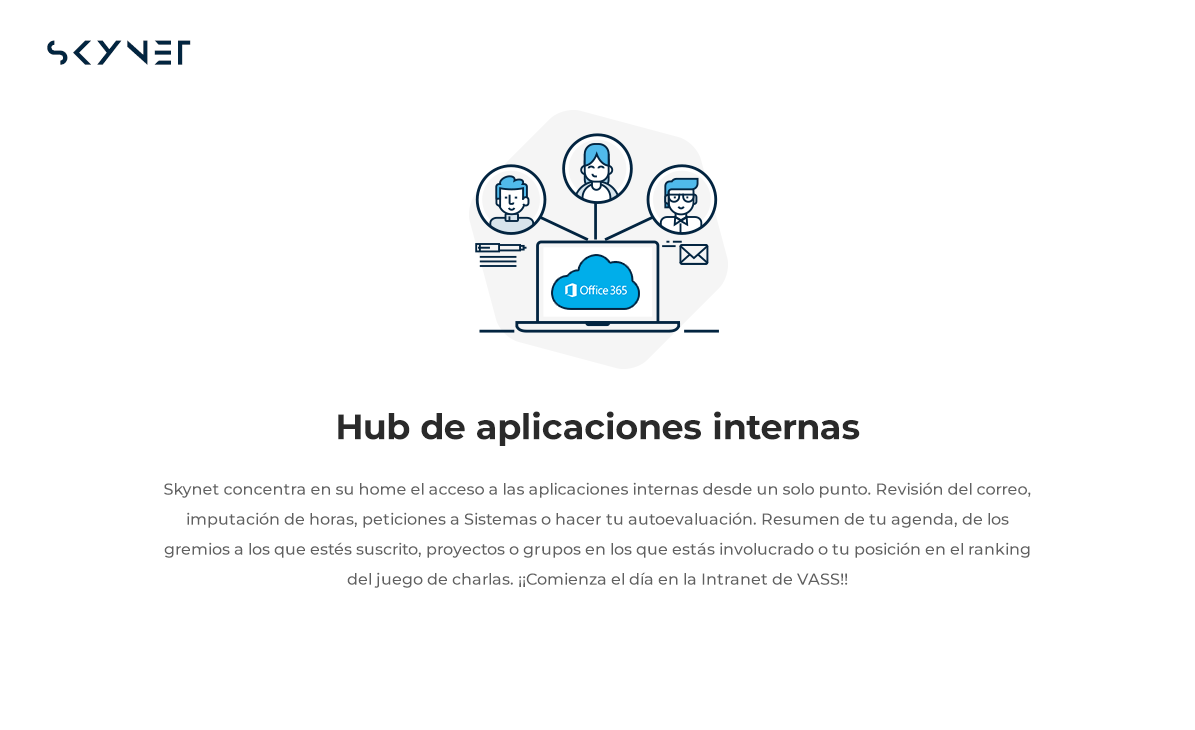 SKYNET
Office 365
Hub de aplicaciones internas
Skynet concentra en su home el acceso a las aplicaciones internas desde un solo punto. Revisión del correo,
imputación de horas, peticiones a Sistemas o hacer tu autoevaluación. Resumen de tu agenda, de los
gremios a los que estés suscrito, proyectos o grupos en los que estás involucrado o tu posición en el ranking
del juego de charlas. ¡¡Comienza el día en la Intranet de VASS!!